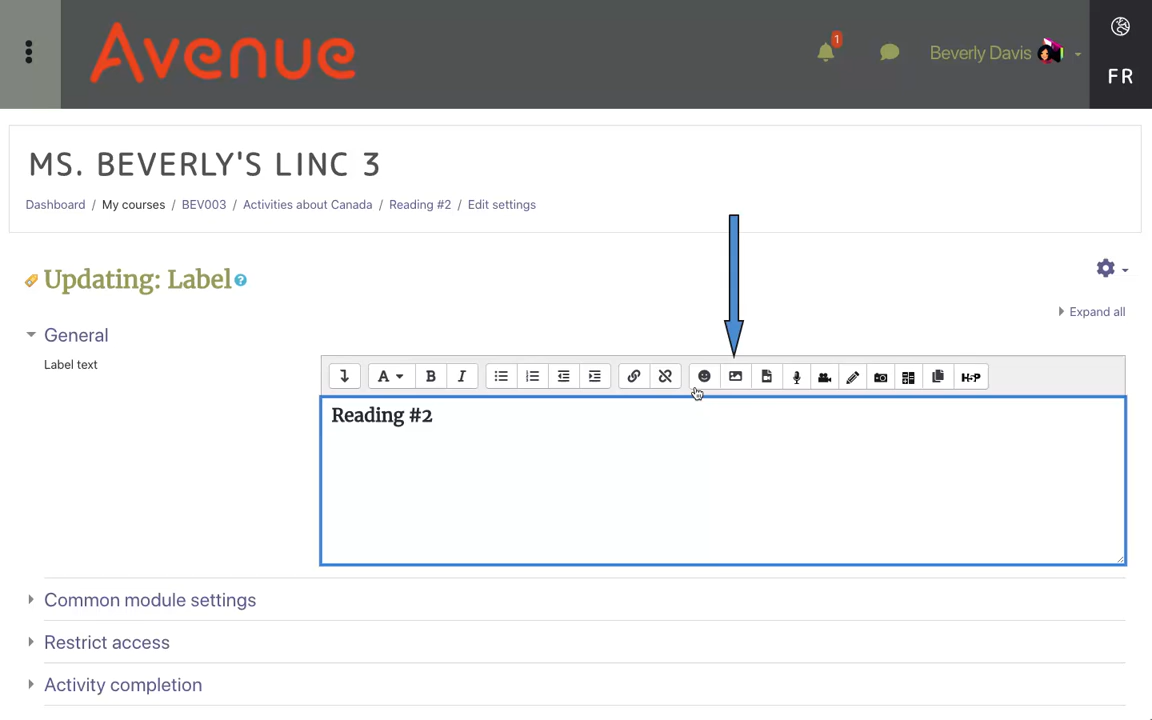 Avenue
1
Beverly Davis
FR
MS. BEVERLY'S LINC 3
Dashboard / My courses / BEV003 / Activities about Canada / Reading #2 / Edit settings
Updating: Label ?
Expand all
General
Label text
A B I H-P
Reading #2
Common module settings
Restrict access
Activity completion